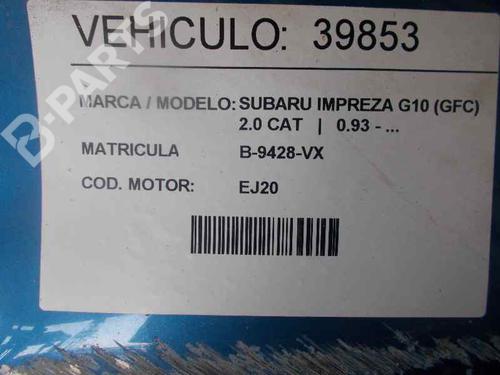 VEHICULO: 39853
MARCA / MODELO: SUBARU IMPREZA G10 (GFC)
2.0 CAT | 0.93 - ...
MATRICULA B-9428-VX
COD. MOTOR: EJ20
B-PARTS